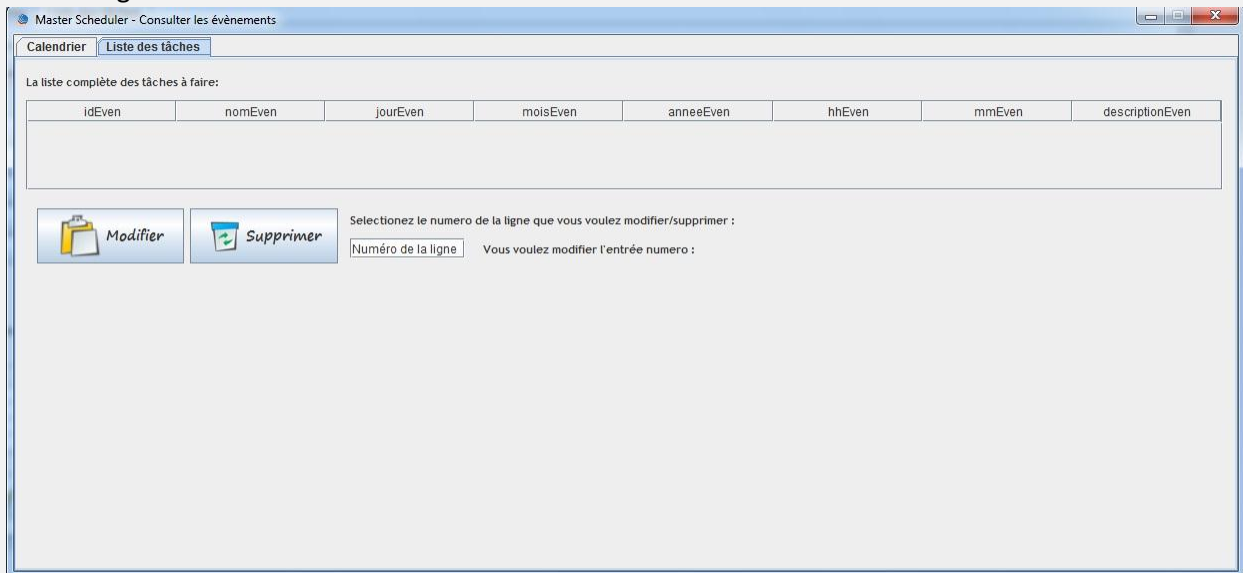 Master Scheduler - Consulter les évènements
Calendrier Liste des tâches
La liste complète des tâches à faire:
idEven nomEven jourEven moisEven anneeEven hhEven mmEven descriptionEven
Modifier Supprimer
Selectionez le numero de la ligne que vous voulez modifier/supprimer :
Numéro de la ligne Vous voulez modifier l'entrée numero :